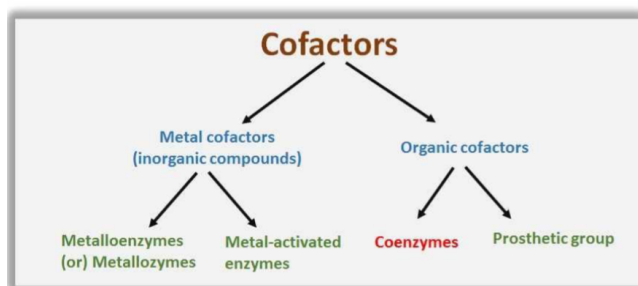 Cofactors
Metal cofactors
(inorganic compounds)
Organic cofactors
Metalloenzymes
(or) Metallozymes
Metal-activated
enzymes
Coenzymes
Prosthetic group